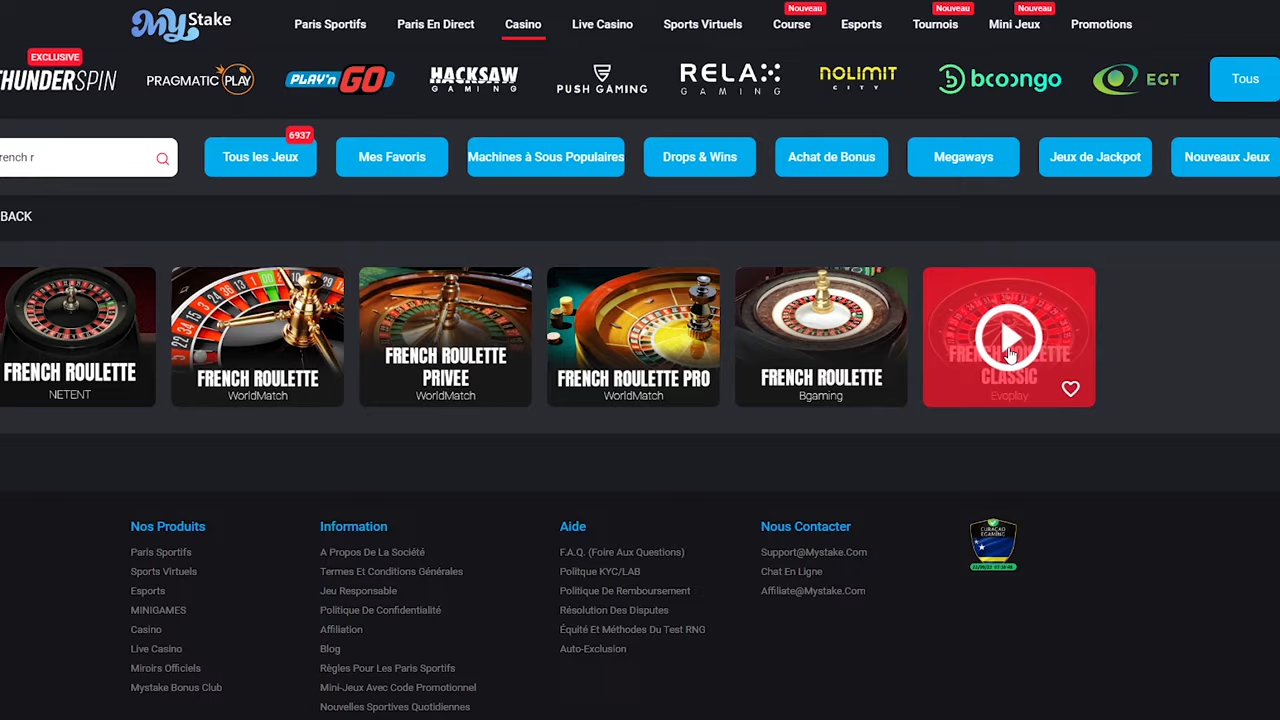 MyStake
Paris Sportifs
Paris En Direct
Casino
Live Casino
Sports Virtuels
Nouveau
Course
Esports
Nouveau
Tournois
Nouveau
Mini Jeux
Promotions
EXCLUSIVE
THUNDERSPIN
PRAGMATIC PLAY
PLAY'n GO
HACKSAW
GAMING
PUSH GAMING
RELAX
GAMING
NOLIMIT
CITY
booongo
EGT
Tous
rench r
Tous les Jeux
6937
Mes Favoris
Machines à Sous Populaires
Drops & Wins
Achat de Bonus
Megaways
Jeux de Jackpot
Nouveaux Jeux
BACK
FRENCH ROULETTE
NETENT
FRENCH ROULETTE
WorldMatch
FRENCH ROULETTE
PRIVEE
WorldMatch
FRENCH ROULETTE PRO
WorldMatch
FRENCH ROULETTE
Bgaming
FRENCH ROULETTE
CLASSIC
Evoplay
Nos Produits
Paris Sportifs
Sports Virtuels
Esports
MINIGAMES
Casino
Live Casino
Miroirs Officiels
Mystake Bonus Club
Information
A Propos De La Société
Termes Et Conditions Générales
Jeu Responsable
Politique De Confidentialité
Affiliation
Blog
Règles Pour Les Paris Sportifs
Mini-Jeux Avec Code Promotionnel
Nouvelles Sportives Quotidiennes
Aide
F.A.Q. (Foire Aux Questions)
Politque KYC/LAB
Politique De Remboursement
Résolution Des Disputes
Équité Et Méthodes Du Test RNG
Auto-Exclusion
Nous Contacter
Support@Mystake.Com
Chat En Ligne
Affiliate@Mystake.Com
CURAÇAO
EGAMING